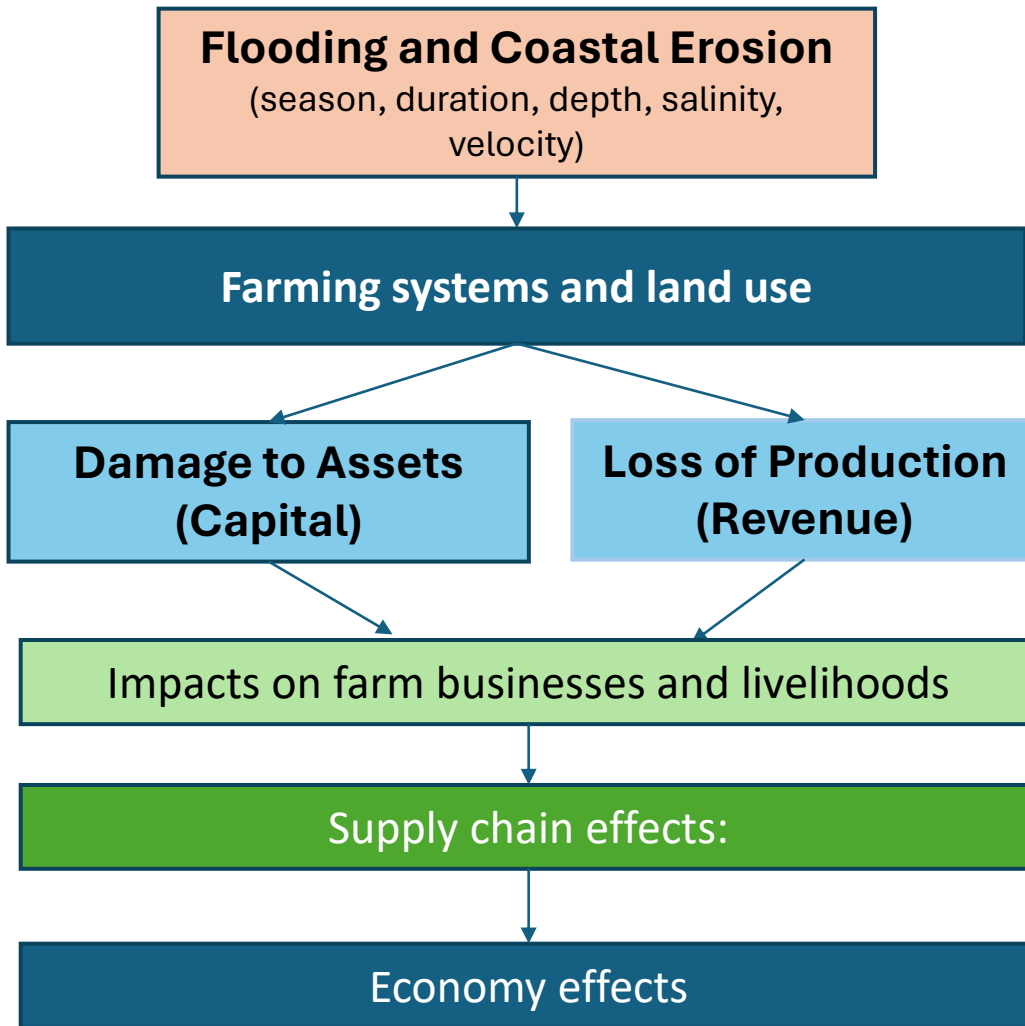 Flooding and Coastal Erosion
(season, duration, depth, salinity,
velocity)
Farming systems and land use
Damage to Assets
(Capital)
Loss of Production
(Revenue)
Impacts on farm businesses and livelihoods
Supply chain effects:
Economy effects